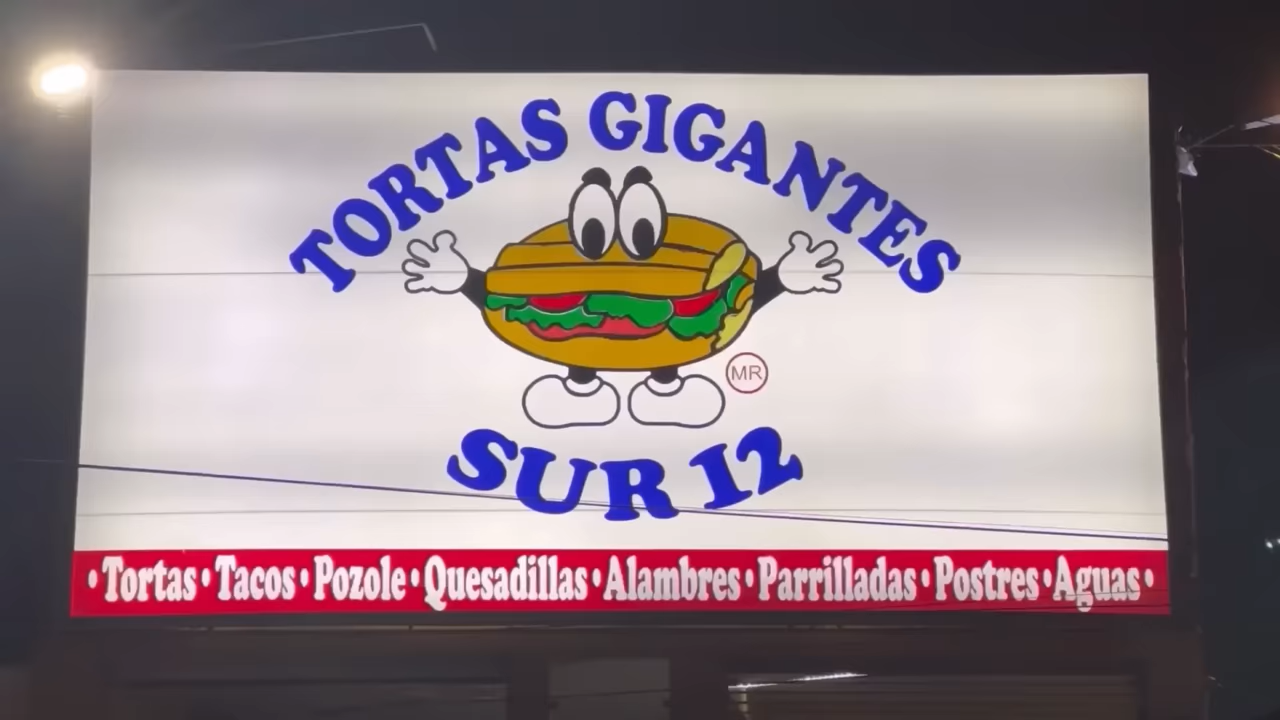 TORTAS GIGANTES
MR
SUR 12
•Tortas•Tacos•Pozole•Quesadillas•Alambres•Parrilladas•Postres•Aguas•